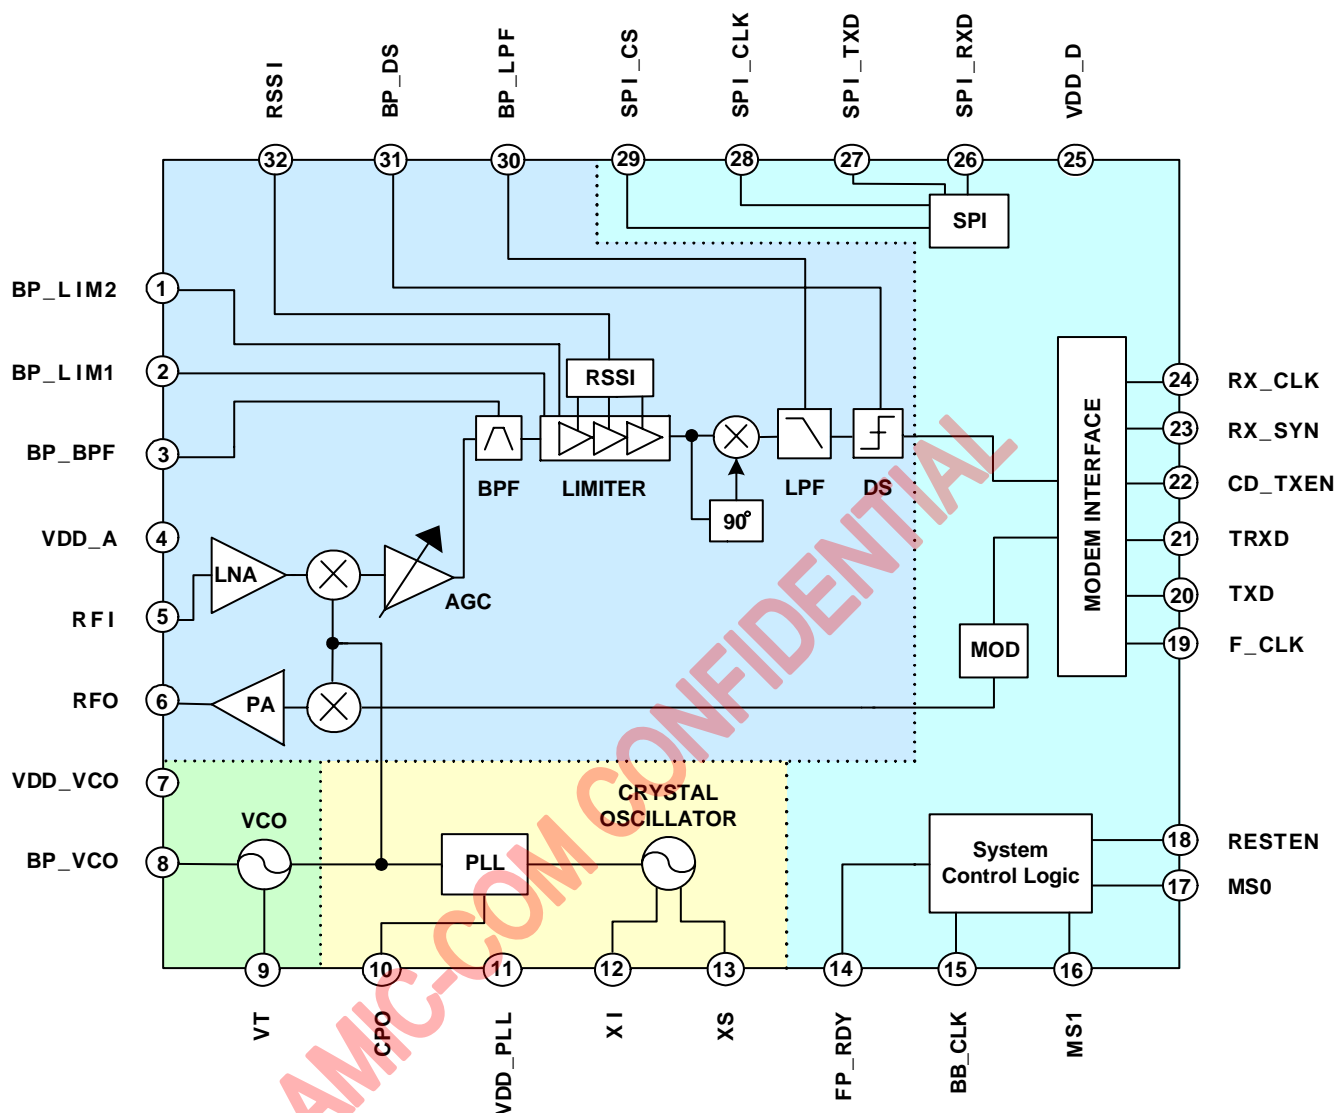 RSSI
BP_DS
BP_LPF
SPI_CS
SPI_CLK
SPI_TXD
SPI_RXD
VDD_D
32
31
30
29
28
27
26
25
SPI
BP_LIM2
1
BP_LIM1
2
BP_BPF
3
VDD_A
4
RFI
5
RFO
6
VDD_VCO
7
BP_VCO
8
RSSI
BPF
LIMITER
LPF
DS
90°
LNA
AGC
PA
MOD
MODEM INTERFACE
24
RX_CLK
23
RX_SYN
22
CD_TXEN
21
TRXD
20
TXD
19
F_CLK
VCO
PLL
CRYSTAL
OSCILLATOR
System
Control Logic
18
RESTEN
17
MS0
9
10
11
12
13
14
15
16
VT
CPO
VDD_PLL
XI
XS
FP_RDY
BB_CLK
MS1
AMIC-COM CONFIDENTIAL